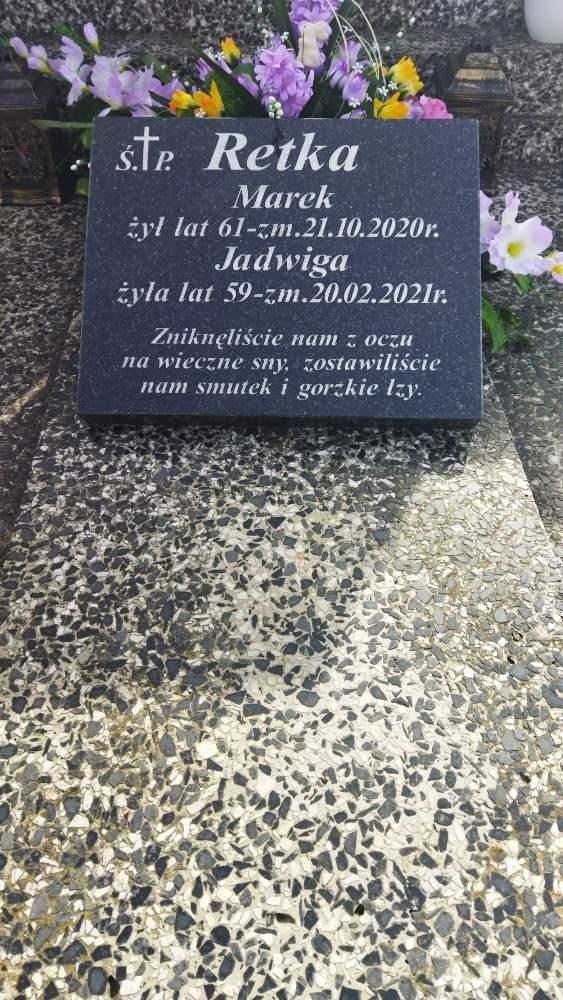 Ś.†P. Retka
Marek
żył lat 61-zm.21.10.2020r.
Jadwiga
żyła lat 59-zm.20.02.2021r.
Zniknęliście nam z oczu
na wieczne sny, zostawiliście
nam smutek i gorzkie łzy.